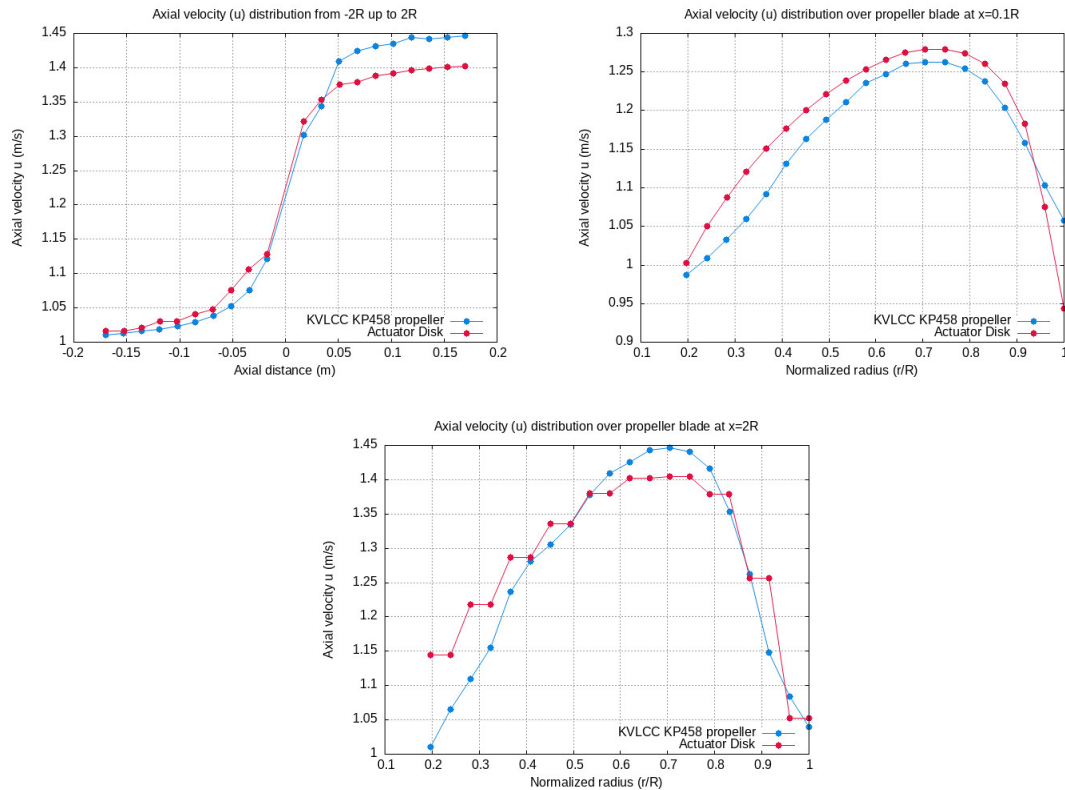 Axial velocity (u) distribution from -2R up to 2R
1.45
1.4
1.35
1.3
1.25
1.2
1.15
1.1
1.05
1
Axial velocity u (m/s)
KVLCC KP458 propeller
Actuator Disk
-0.2 -0.15 -0.1 -0.05 0 0.05 0.1 0.15 0.2
Axial distance (m)
Axial velocity (u) distribution over propeller blade at x=0.1R
1.3
1.25
1.2
1.15
1.1
1.05
1
0.95
0.9
Axial velocity u (m/s)
KVLCC KP458 propeller
Actuator Disk
0.1 0.2 0.3 0.4 0.5 0.6 0.7 0.8 0.9 1
Normalized radius (r/R)
Axial velocity (u) distribution over propeller blade at x=2R
1.45
1.4
1.35
1.3
1.25
1.2
1.15
1.1
1.05
1
Axial velocity u (m/s)
KVLCC KP458 propeller
Actuator Disk
0.1 0.2 0.3 0.4 0.5 0.6 0.7 0.8 0.9 1
Normalized radius (r/R)